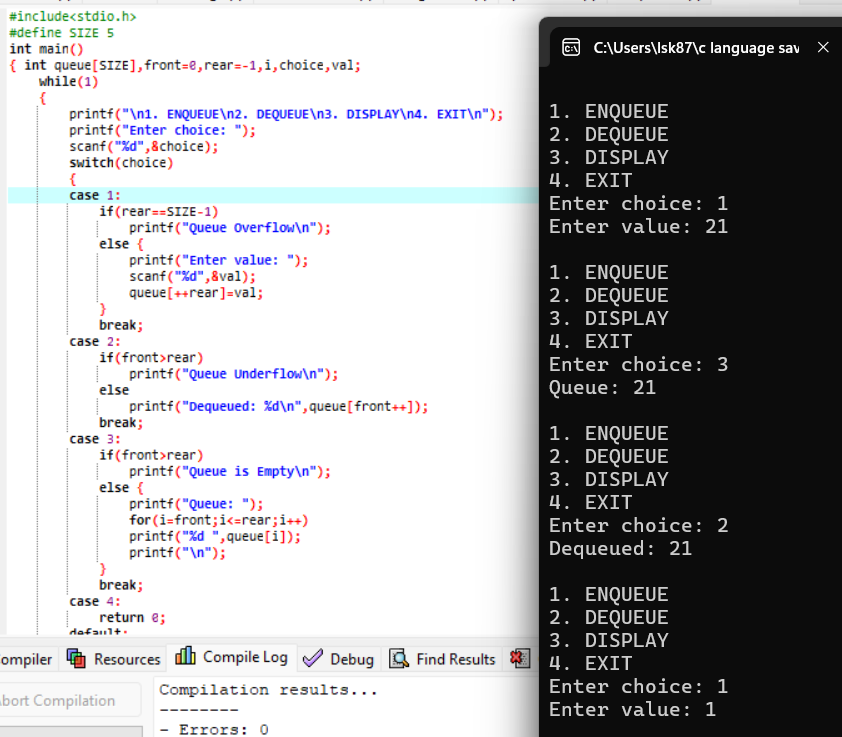 #include<stdio.h>
#define SIZE 5
int main()
{ int queue[SIZE],front=0,rear=-1,i,choice,val;
while(1)
{
printf("\n1. ENQUEUE\n2. DEQUEUE\n3. DISPLAY\n4. EXIT\n");
printf("Enter choice: ");
scanf("%d",&choice);
switch(choice)
{
case 1:
if(rear==SIZE-1)
printf("Queue Overflow\n");
else {
printf("Enter value: ");
scanf("%d",&val);
queue[++rear]=val;
}
break;
case 2:
if(front>rear)
printf("Queue Underflow\n");
else
printf("Dequeued: %d\n",queue[front++]);
break;
case 3:
if(front>rear)
printf("Queue is Empty\n");
else {
printf("Queue: ");
for(i=front;i<=rear;i++)
printf("%d ",queue[i]);
printf("\n");
}
break;
case 4:
return 0;
default:
ompiler
Resources
Compile Log
Debug
Find Results
bort Compilation
Compilation results...
--------
- Errors: 0
C:\Users\lsk87\c language sav
1. ENQUEUE
2. DEQUEUE
3. DISPLAY
4. EXIT
Enter choice: 1
Enter value: 21
1. ENQUEUE
2. DEQUEUE
3. DISPLAY
4. EXIT
Enter choice: 3
Queue: 21
1. ENQUEUE
2. DEQUEUE
3. DISPLAY
4. EXIT
Enter choice: 2
Dequeued: 21
1. ENQUEUE
2. DEQUEUE
3. DISPLAY
4. EXIT
Enter choice: 1
Enter value: 1